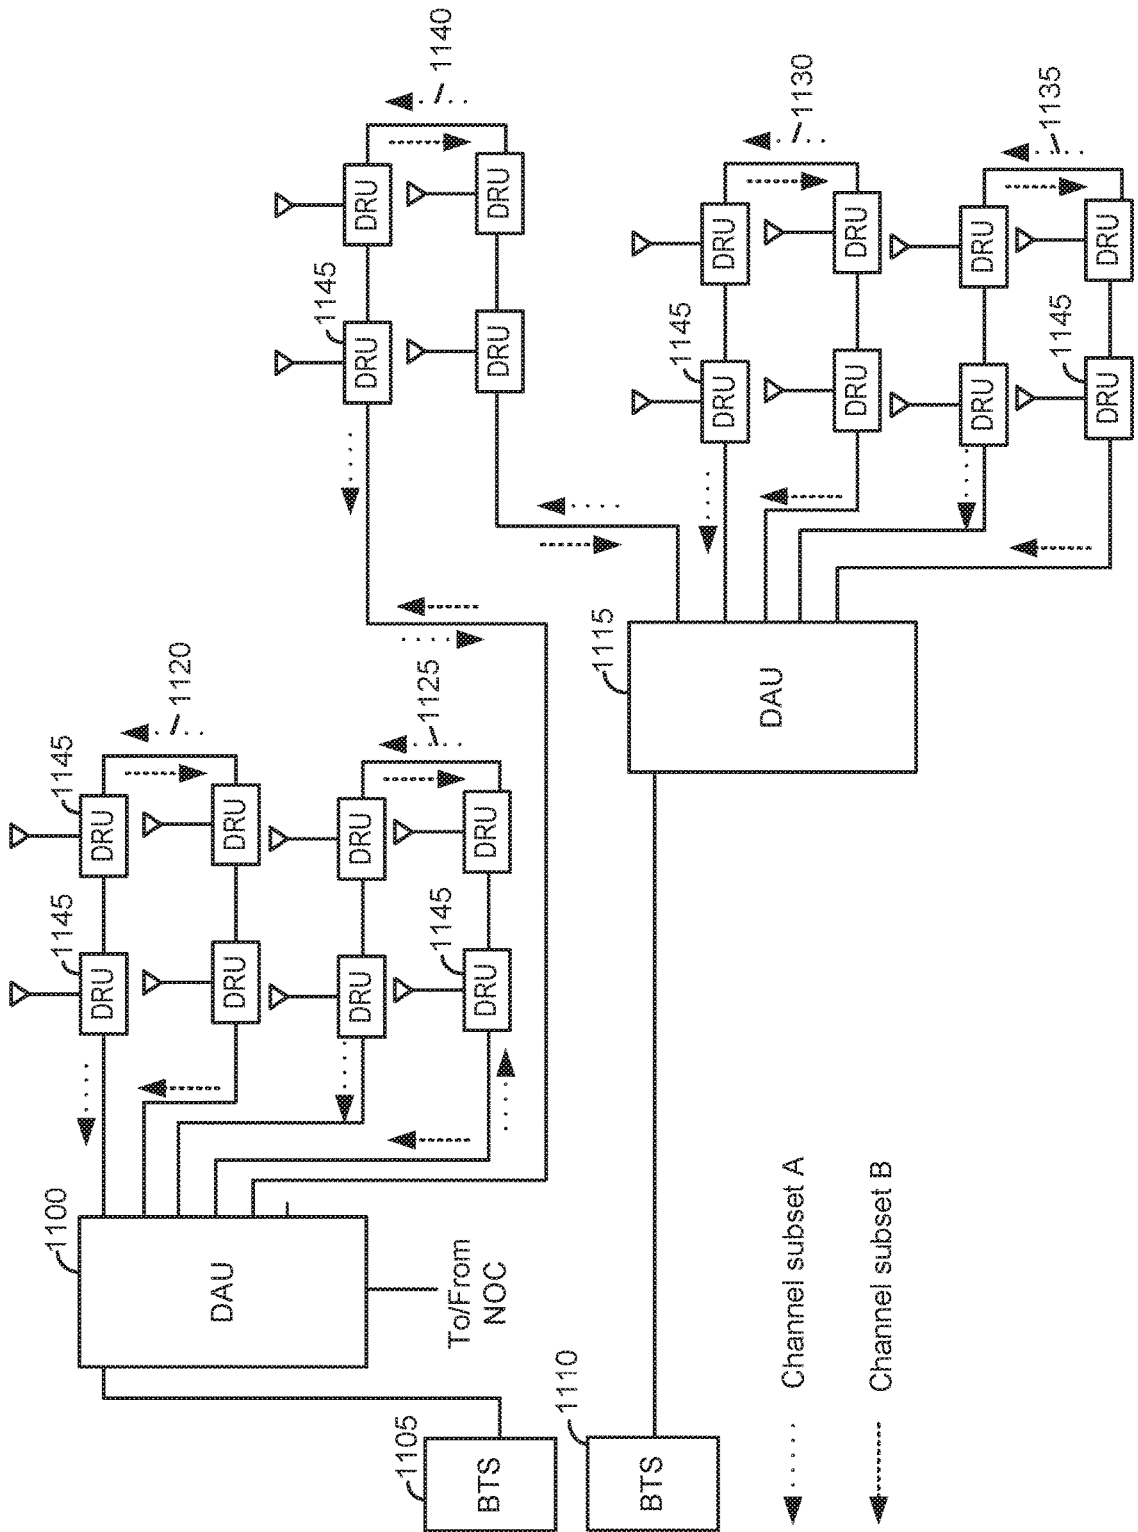 1100
1145
1145
DRU
DRU
1120
DAU
DRU
DRU
1145
DRU
DRU
DRU
DRU
1105
1125
1145
1140
To/From
NOC
BTS
DRU
DRU
DRU
DRU
1110
1115
BTS
1145
DRU
DRU
DAU
1130
Channel subset A
DRU
DRU
Channel subset B
DRU
DRU
1145
1135
DRU
DRU